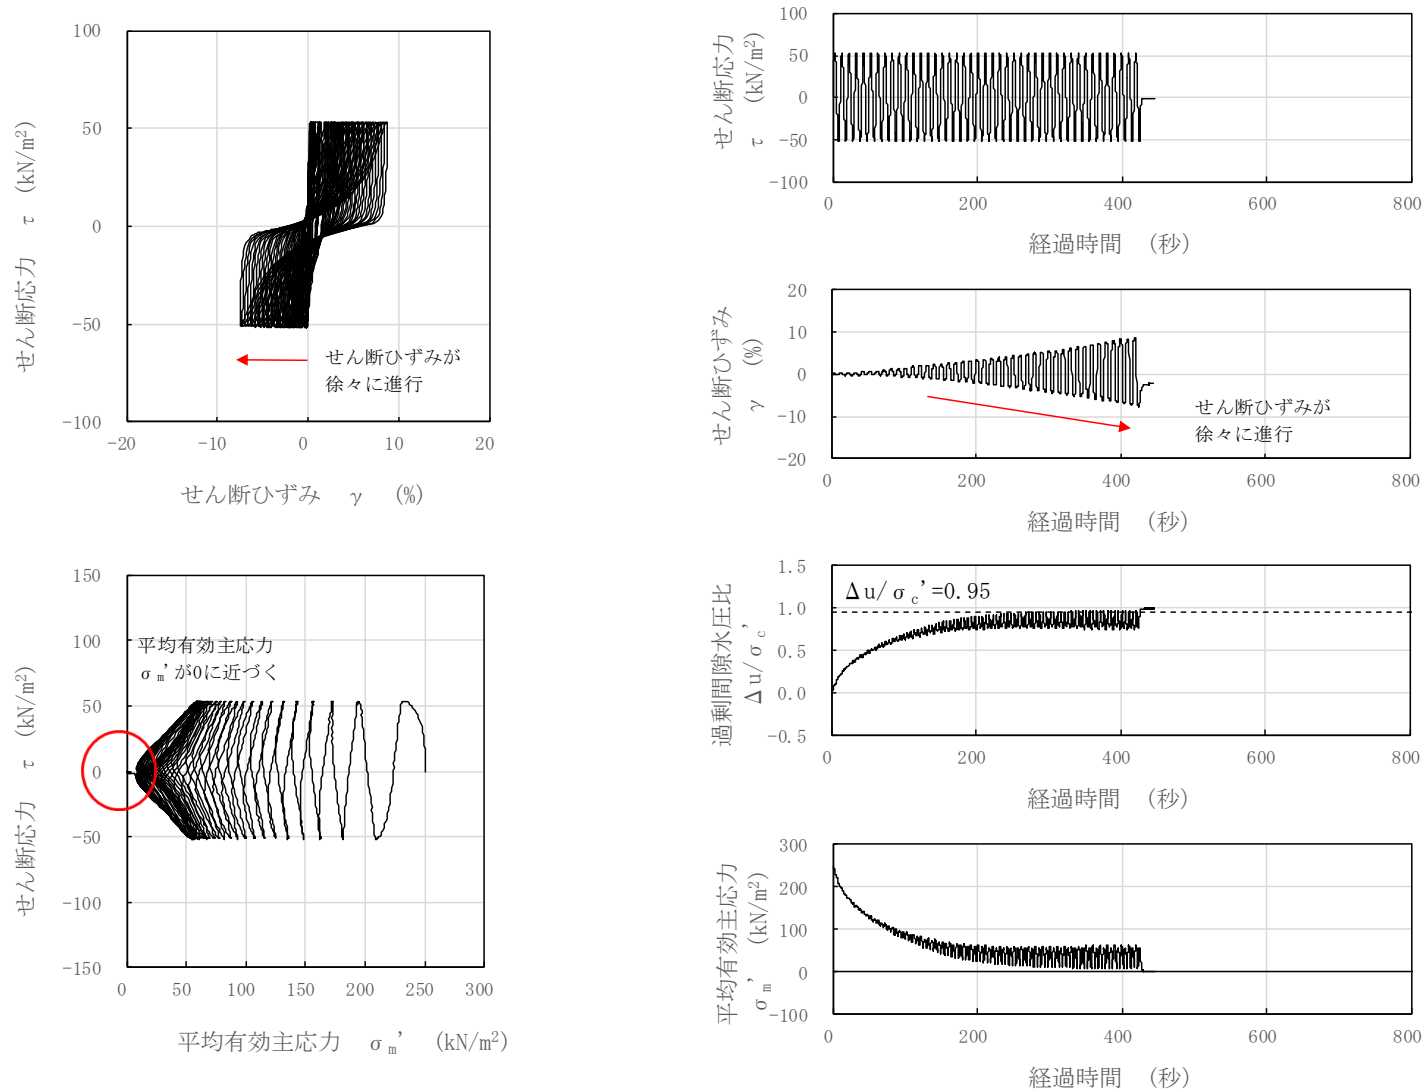 100
50
0
-50
-100
せん断応力 τ (kN/m²)
せん断ひずみが
徐々に進行
-20
-10
0
10
20
せん断ひずみ γ (%)
100
50
0
-50
-100
せん断応力
τ (kN/m²)
0
200
400
600
800
経過時間 (秒)
20
10
0
-10
-20
せん断ひずみ
γ (%)
せん断ひずみが
徐々に進行
0
200
400
600
800
経過時間 (秒)
150
100
50
0
-50
-100
-150
せん断応力 τ (kN/m²)
平均有効主応力
σm'が0に近づく
0
50
100
150
200
250
300
平均有効主応力 σm' (kN/m²)
1.5
1.0
0.5
0.0
-0.5
過剰間隙水圧比
Δu/σc'
Δu/σc'=0.95
0
200
400
600
800
経過時間 (秒)
300
200
100
0
-100
平均有効主応力
σm' (kN/m²)
0
200
400
600
800
経過時間 (秒)